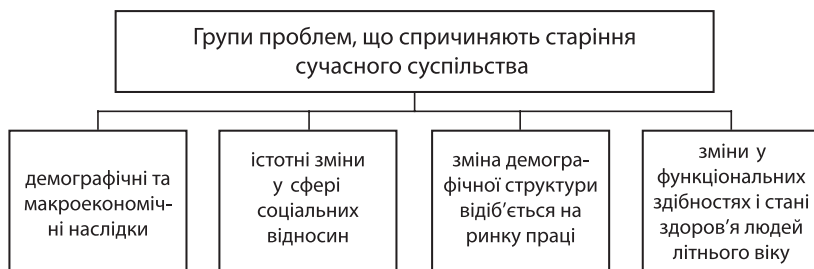 Групи проблем, що спричиняють старіння
сучасного суспільства
демографічні та
макроекономіч-
ні наслідки
істотні зміни
у сфері
соціальних
відносин
зміна демогра-
фічної структури
відіб’ється на
ринку праці
зміни у
функціональних
здібностях і стані
здоров’я людей
літнього віку